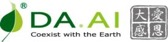 DA.AI
Coexist with the Earth
大愛
感恩